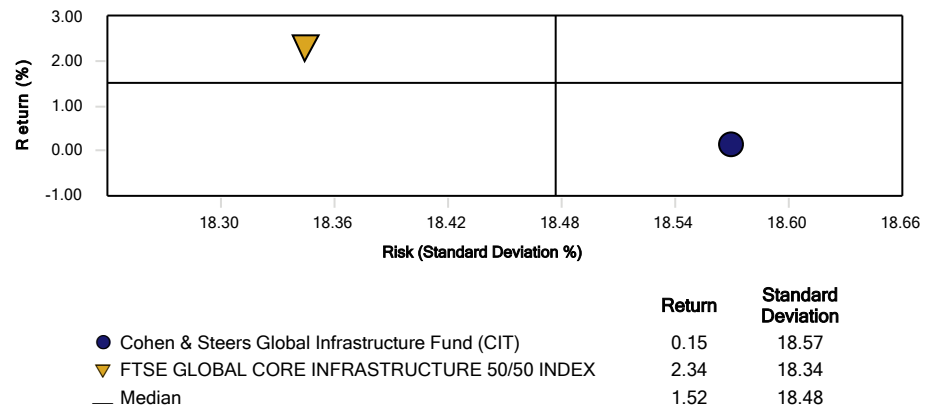 3.00
2.00
1.00
0.00
-1.00
Return (%)
18.30 18.36 18.42 18.48 18.54 18.60 18.66
Risk (Standard Deviation %)
Return Standard Deviation
Cohen & Steers Global Infrastructure Fund (CIT) 0.15 18.57
FTSE GLOBAL CORE INFRASTRUCTURE 50/50 INDEX 2.34 18.34
Median 1.52 18.48